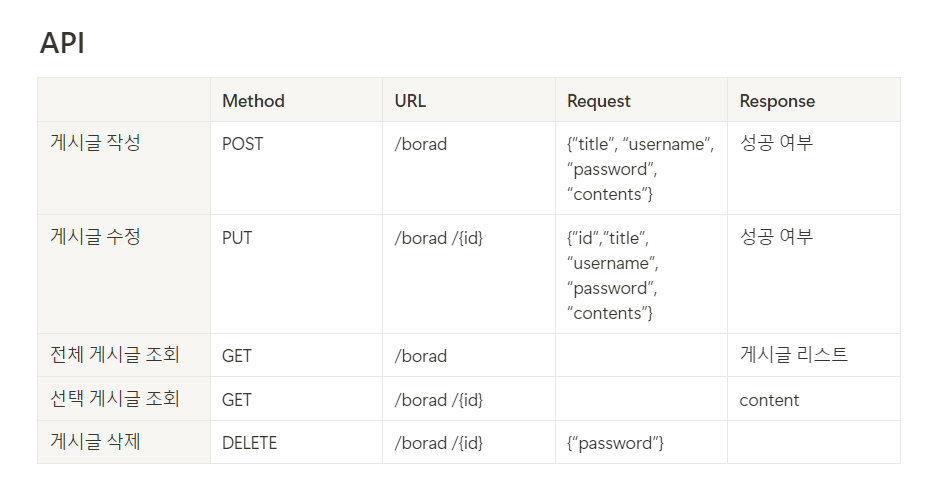 API
Method URL Request Response
게시글 작성 POST /borad {“title”, “username”, 성공 여부
“password”,
“contents”}
게시글 수정 PUT /borad /{id} {“id”,“title”, 성공 여부
“username”,
“password”,
“contents”}
전체 게시글 조회 GET /borad 게시글 리스트
선택 게시글 조회 GET /borad /{id} content
게시글 삭제 DELETE /borad /{id} {“password”}